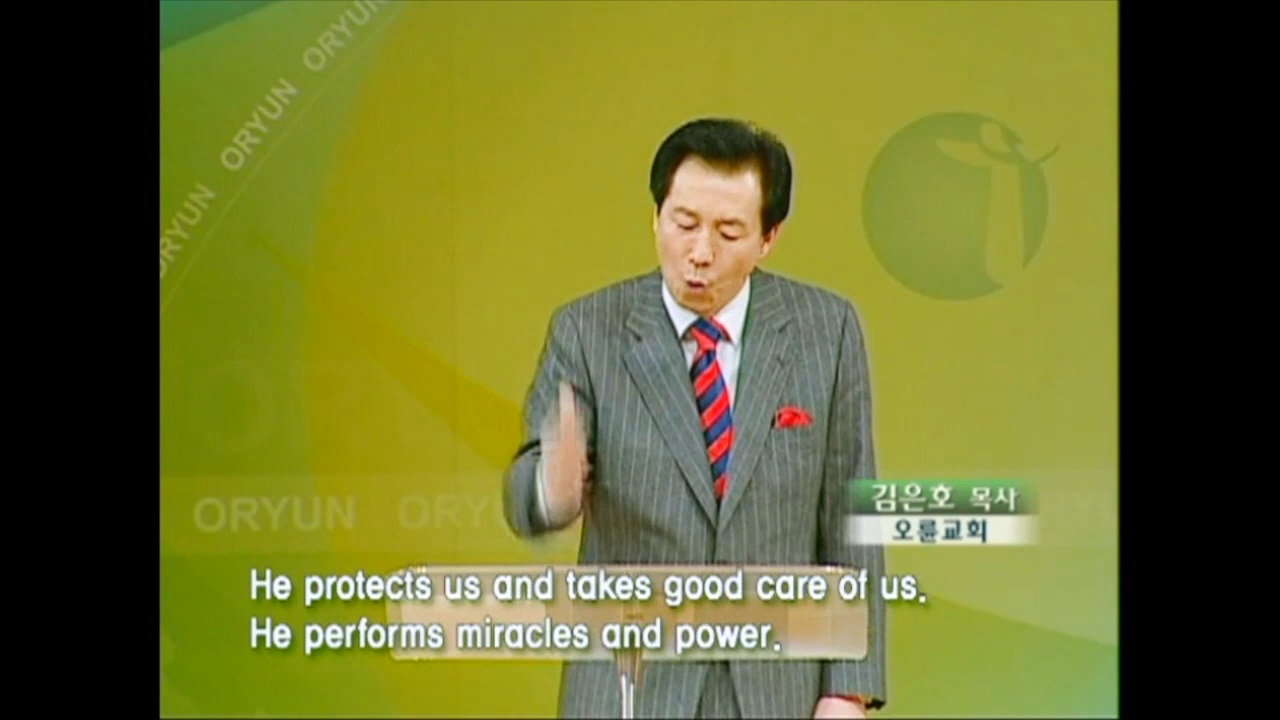 ORYUN
ORYUN
ORYUN
ORYUN
ORYUN
김은호 목사
오륜교회
He protects us and takes good care of us.
He performs miracles and power.